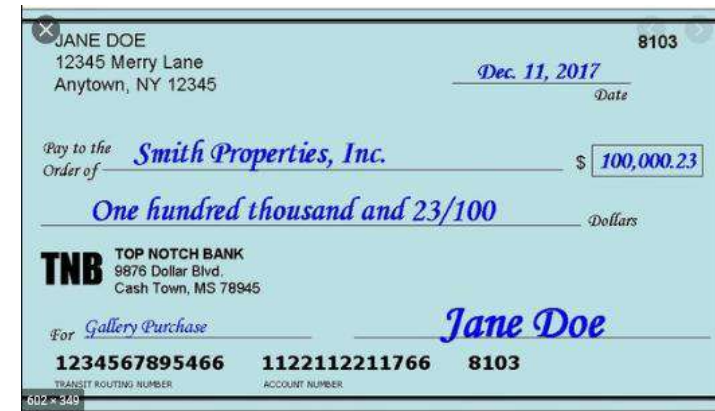 JANE DOE
8103
12345 Merry Lane
Anytown, NY 12345
Dec. 11, 2017
Date
Pay to the
Order of
Smith Properties, Inc.
$ 100,000.23
One hundred thousand and 23/100
Dollars
TNB
TOP NOTCH BANK
9876 Dollar Blvd.
Cash Town, MS 78945
For Gallery Purchase
Jane Doe
1234567895466 1122112211766 8103
TRANSIT ROUTING NUMBER ACCOUNT NUMBER
602 × 349